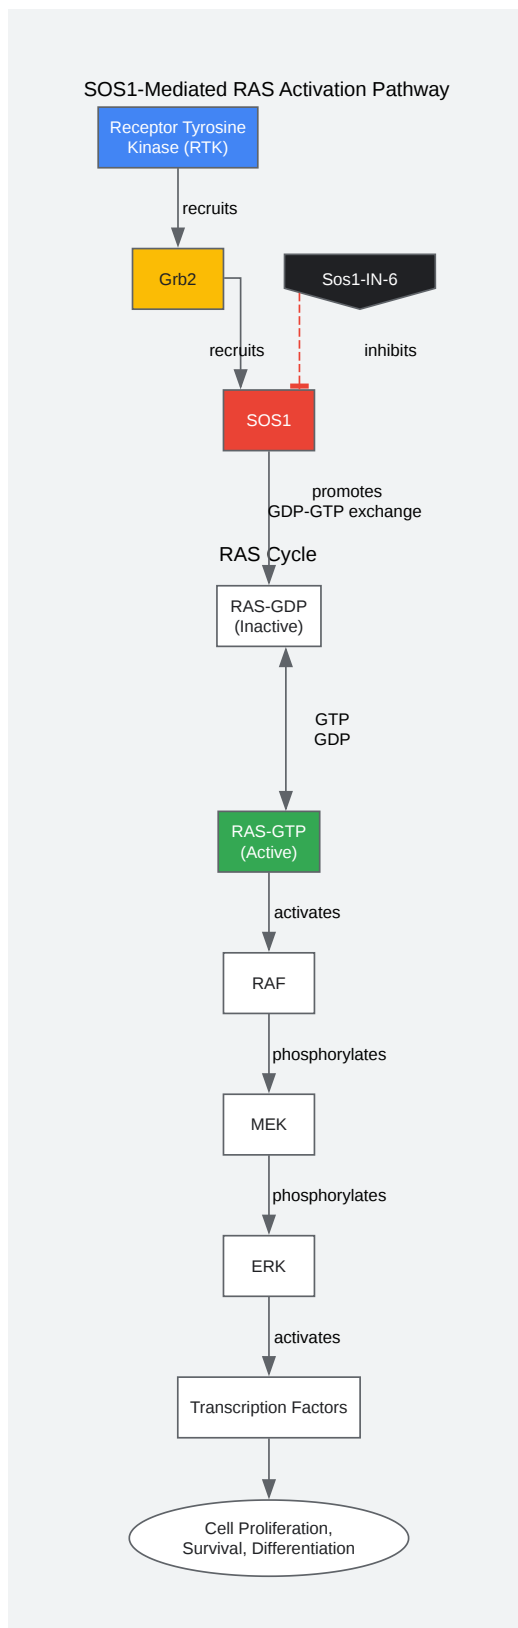 SOS1-Mediated RAS Activation Pathway
Receptor Tyrosine
Kinase (RTK)
recruits
Grb2
Sos1-IN-6
recruits
inhibits
SOS1
promotes
GDP-GTP exchange
RAS Cycle
RAS-GDP
(Inactive)
GTP
GDP
RAS-GTP
(Active)
activates
RAF
phosphorylates
MEK
phosphorylates
ERK
activates
Transcription Factors
Cell Proliferation,
Survival, Differentiation